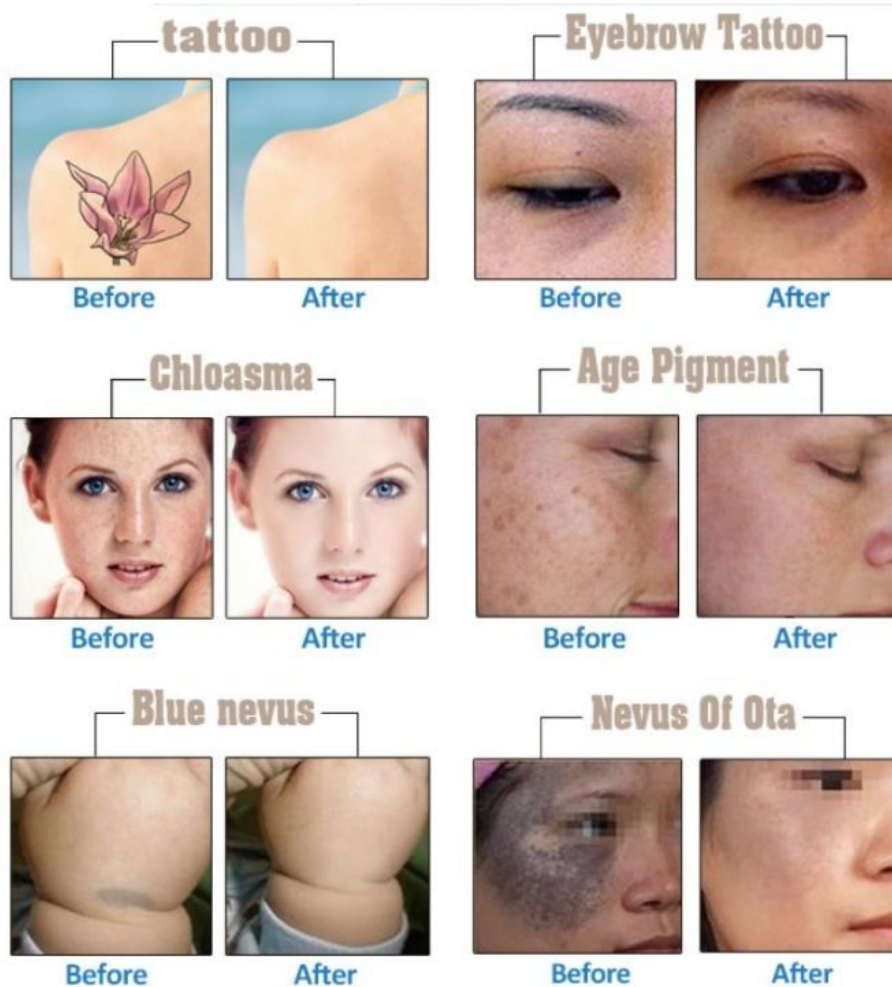 tattoo
Eyebrow Tattoo
Before
After
Before
After
Chloasma
Age Pigment
Before
After
Before
After
Blue nevus
Nevus Of Ota
Before
After
Before
After